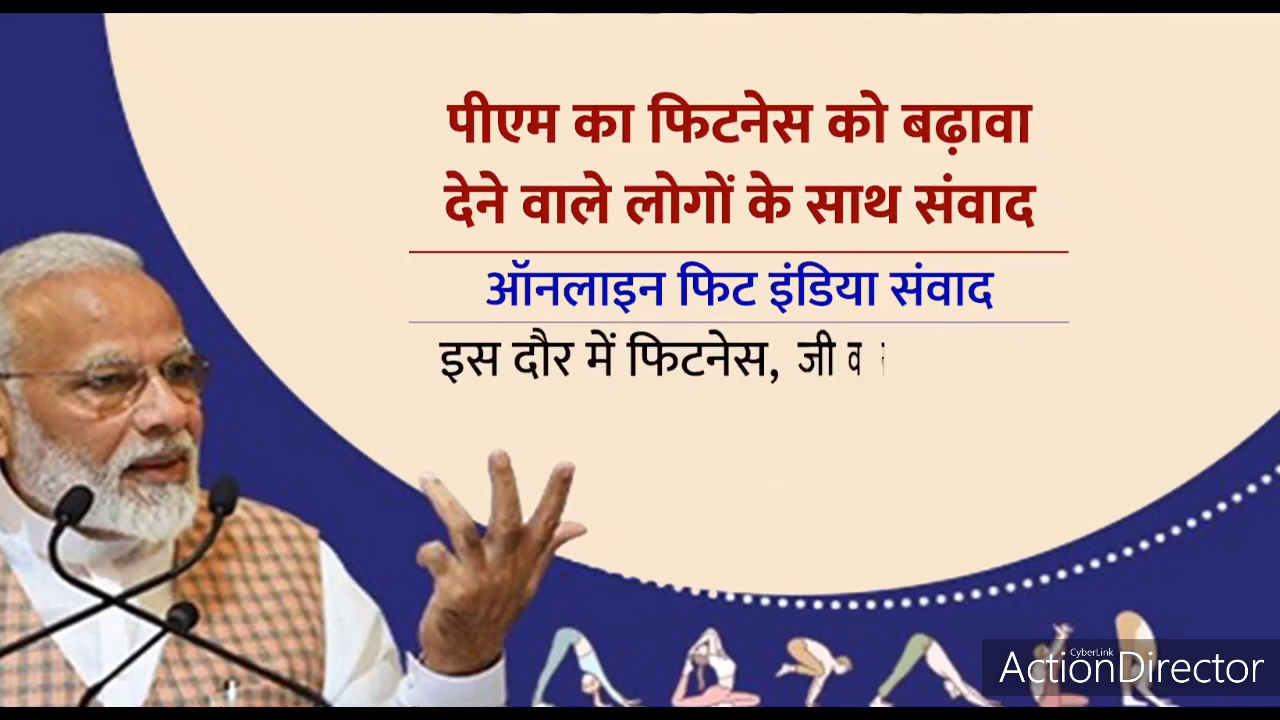 पीएम का फिटनेस को बढ़ावा
देने वाले लोगों के साथ संवाद
ऑनलाइन फिट इंडिया संवाद
इस दौर में फिटनेस, जी व
CyberLink
ActionDirector